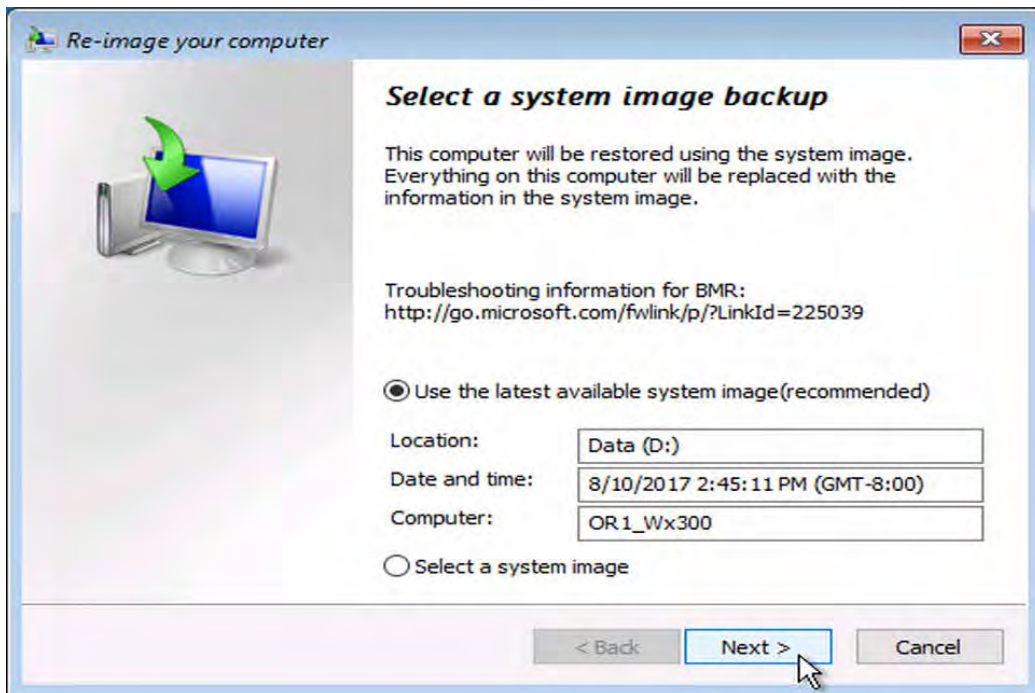 Re-image your computer
Select a system image backup
This computer will be restored using the system image.
Everything on this computer will be replaced with the
information in the system image.
Troubleshooting information for BMR:
http://go.microsoft.com/fwlink/p/?LinkId=225039
Use the latest available system image(recommended)
Location: Data (D:)
Date and time: 8/10/2017 2:45:11 PM (GMT-8:00)
Computer: OR1_Wx300
Select a system image
< Back Next > Cancel